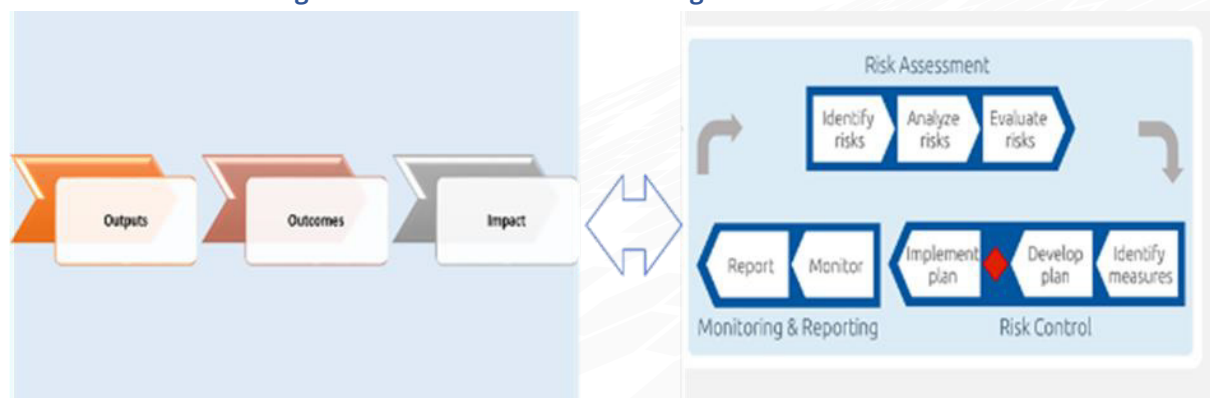 Outputs
Outcomes
Impact
Risk Assessment
Identify
risks
Analyze
risks
Evaluate
risks
Report
Monitor
Implement
plan
Develop
plan
Identify
measures
Monitoring & Reporting
Risk Control